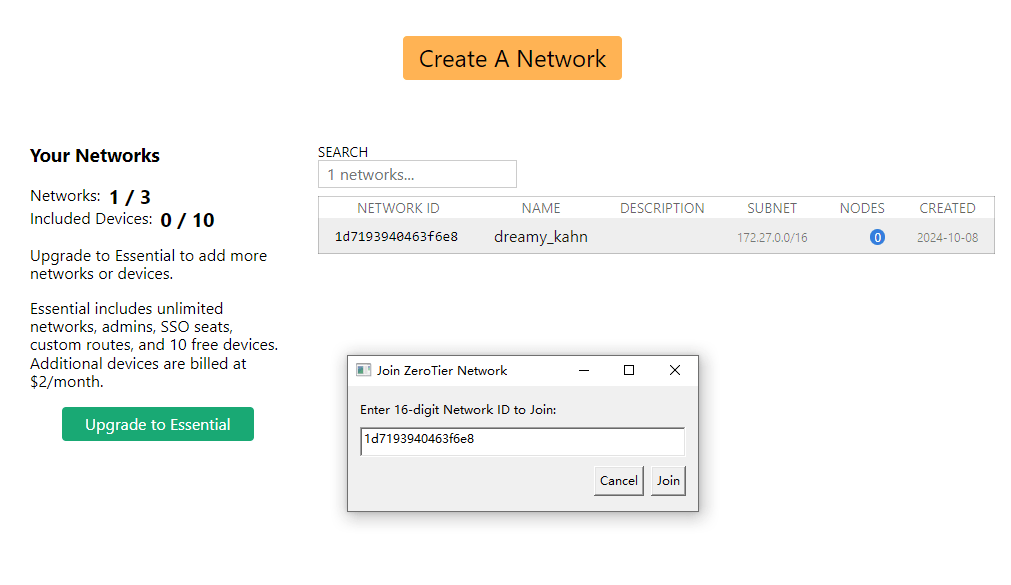 Create A Network
Your Networks
Networks: 1 / 3
Included Devices: 0 / 10
Upgrade to Essential to add more
networks or devices.
Essential includes unlimited
networks, admins, SSO seats,
custom routes, and 10 free devices.
Additional devices are billed at
$2/month.
Upgrade to Essential
SEARCH
1 networks...
NETWORK ID NAME DESCRIPTION SUBNET NODES CREATED
1d7193940463f6e8 dreamy_kahn 172.27.0.0/16 0 2024-10-08
Join ZeroTier Network
Enter 16-digit Network ID to Join:
1d7193940463f6e8
Cancel Join